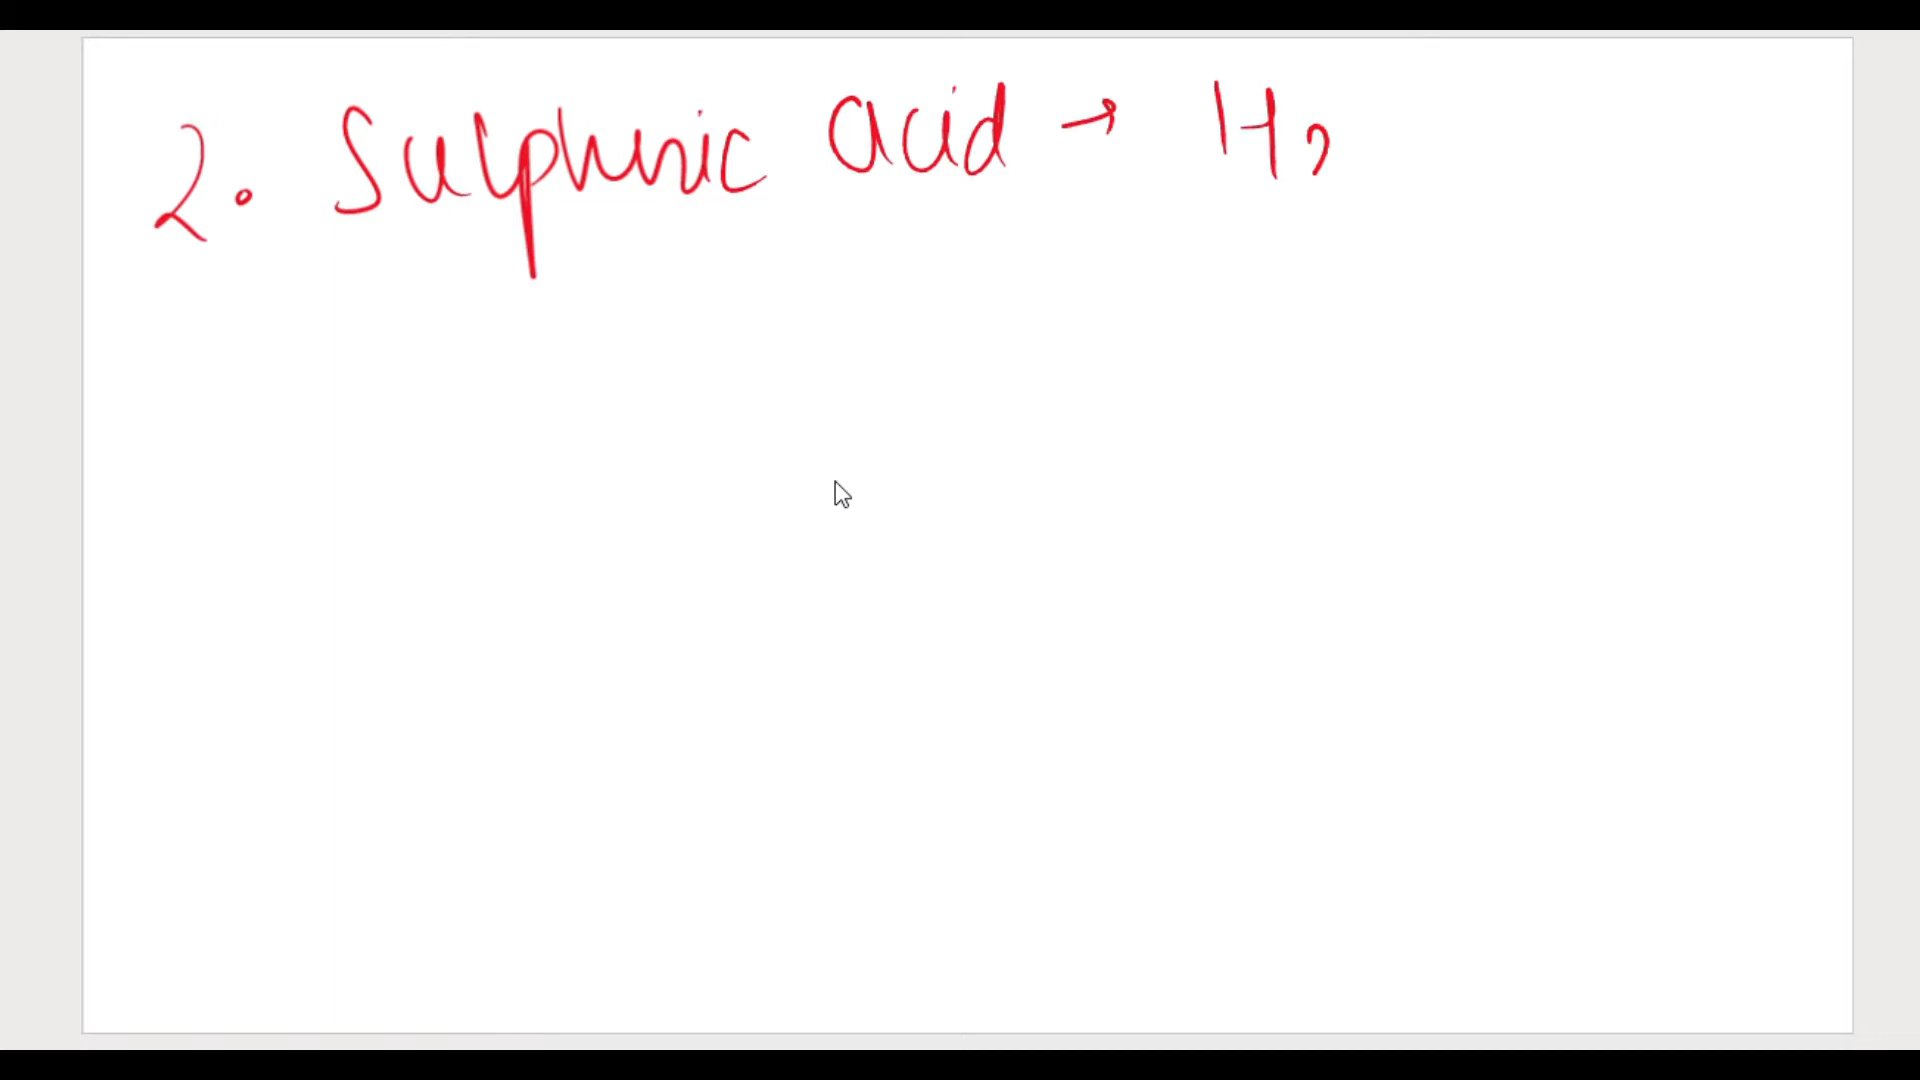 2. Sulphuric acid → H₂